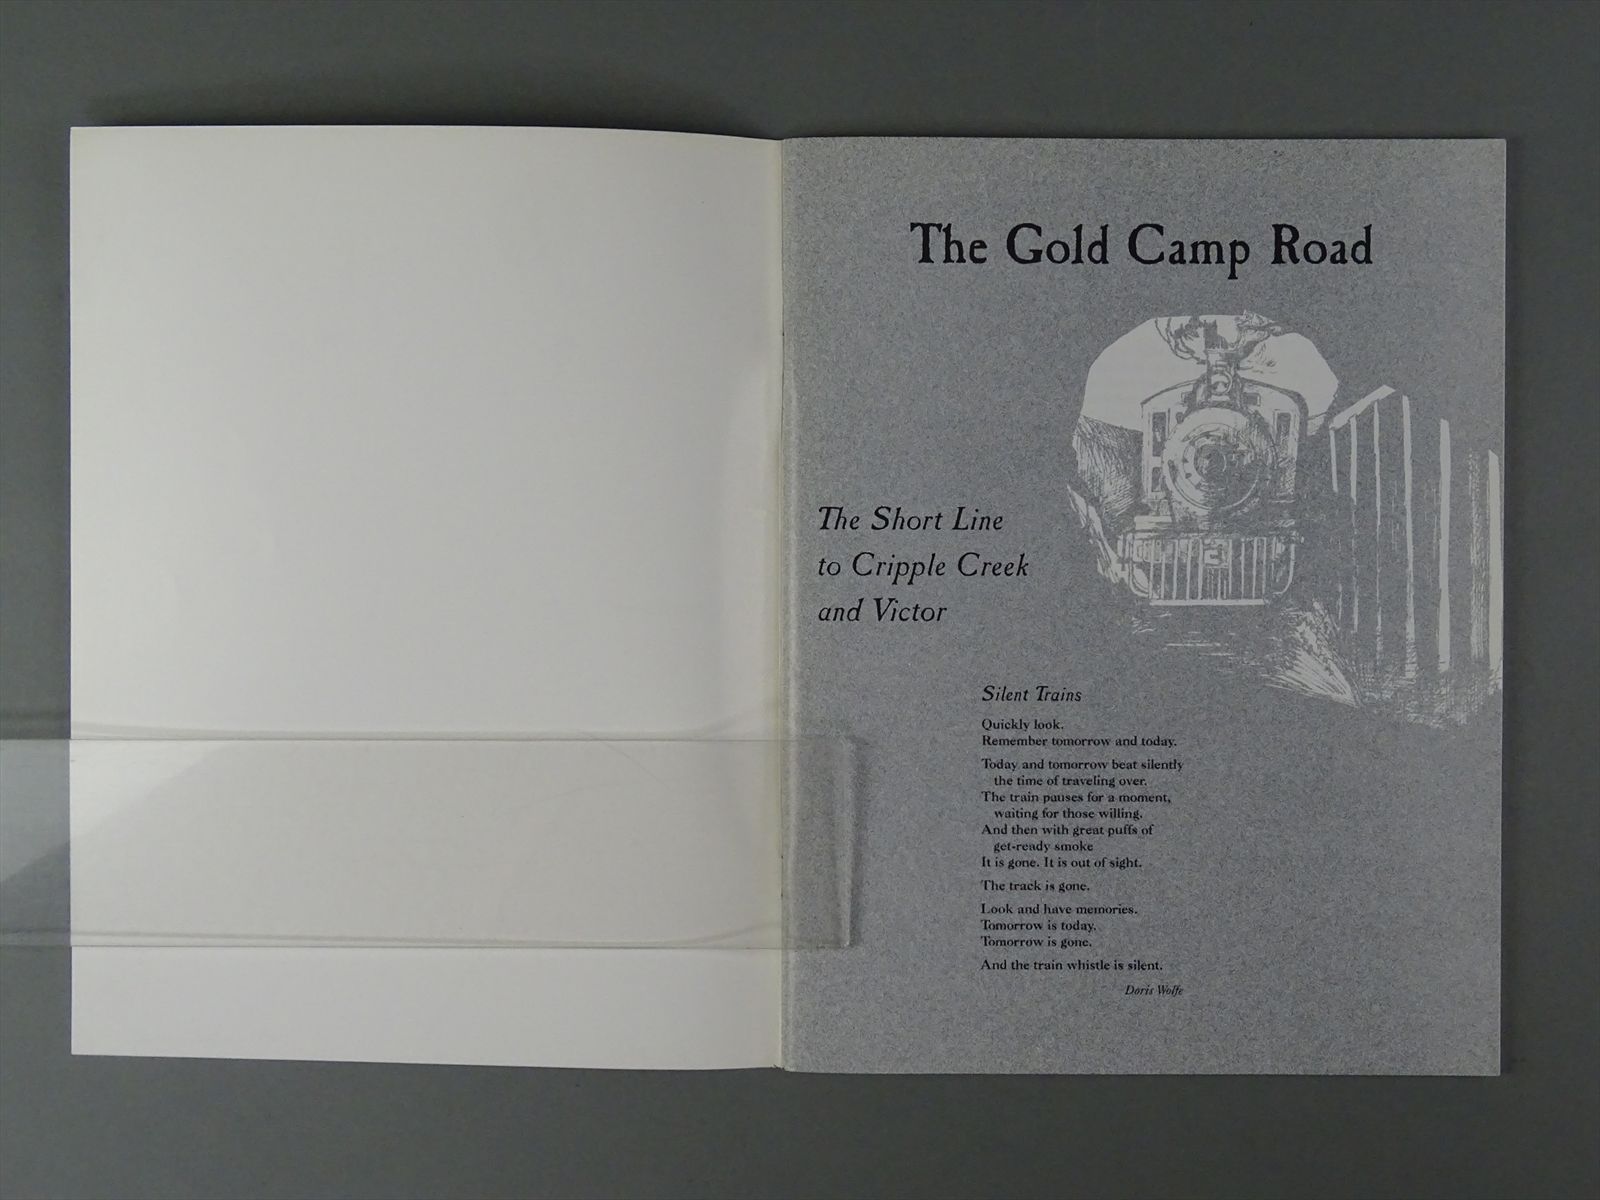 The Gold Camp Road
The Short Line
to Cripple Creek
and Victor
Silent Trains
Quickly look.
Remember tomorrow and today.
Today and tomorrow beat silently
the time of traveling over.
The train pauses for a moment,
waiting for those willing.
And then with great puffs of
get-ready smoke
It is gone. It is out of sight.
The track is gone.
Look and have memories.
Tomorrow is today.
Tomorrow is gone.
And the train whistle is silent.
Doris Wolfe